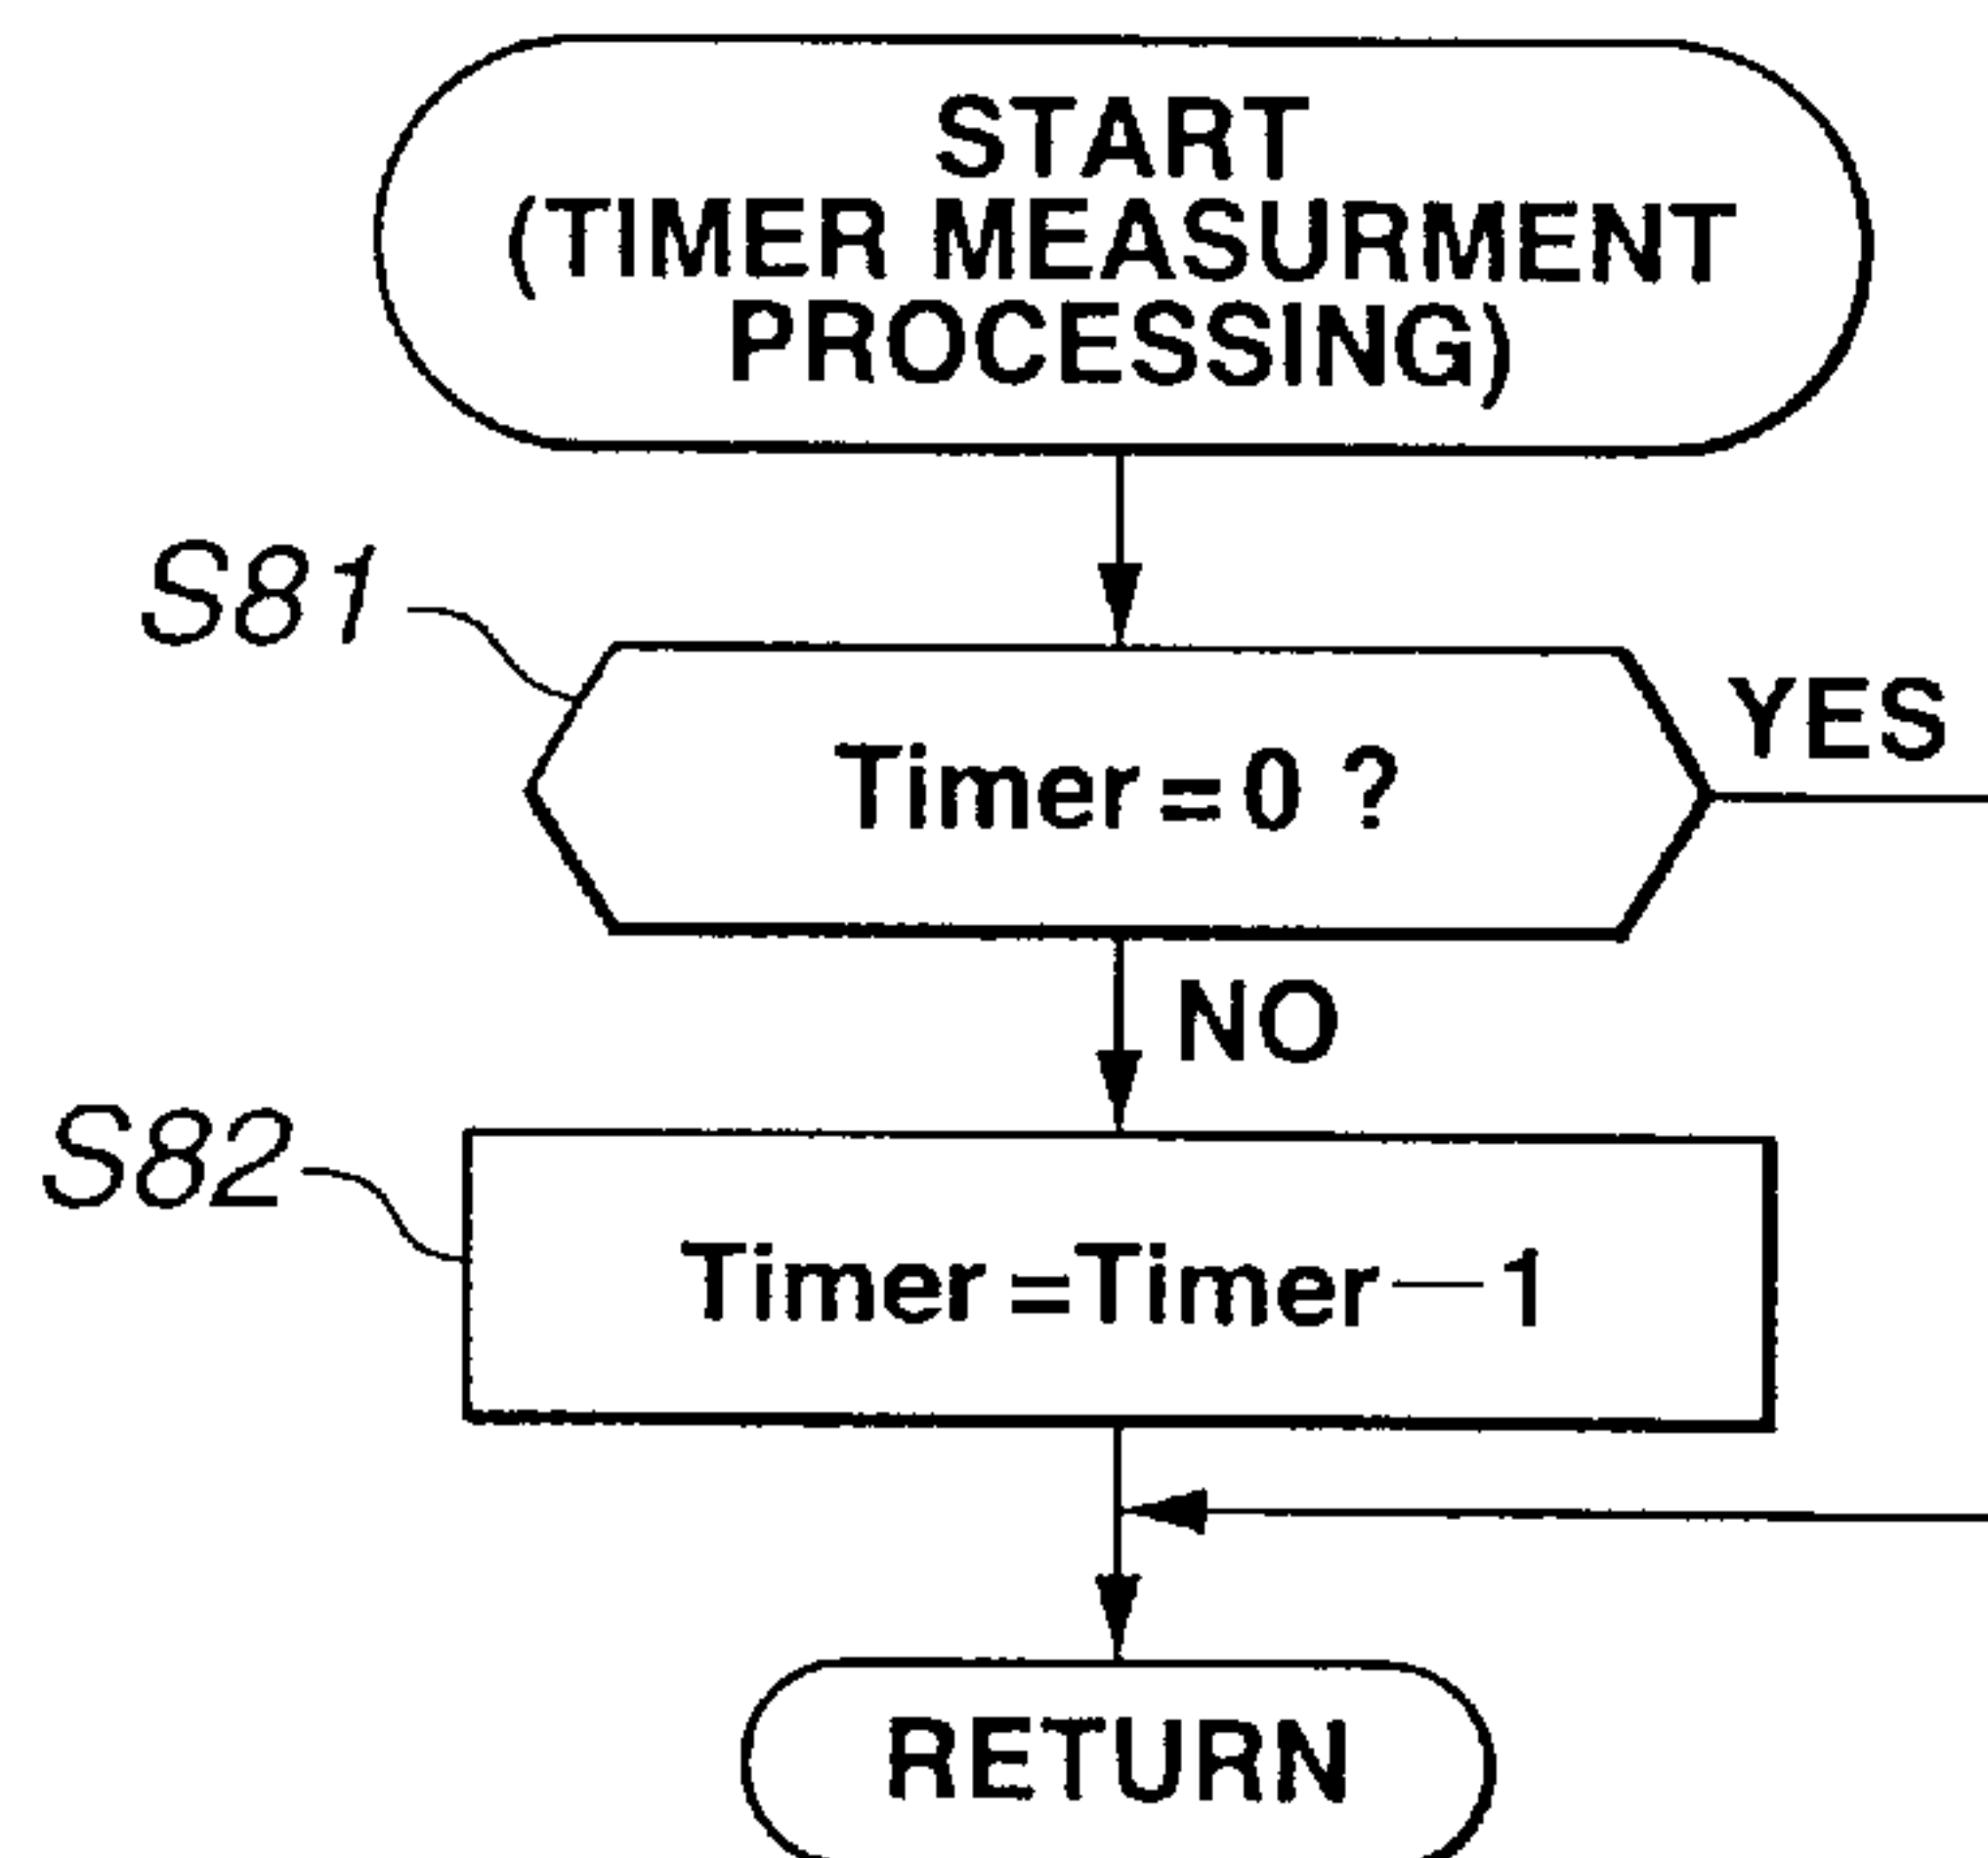 START
(TIMER MEASURMENT
PROCESSING)
S81
Timer=0 ?
YES
NO
S82
Timer=Timer—1
RETURN